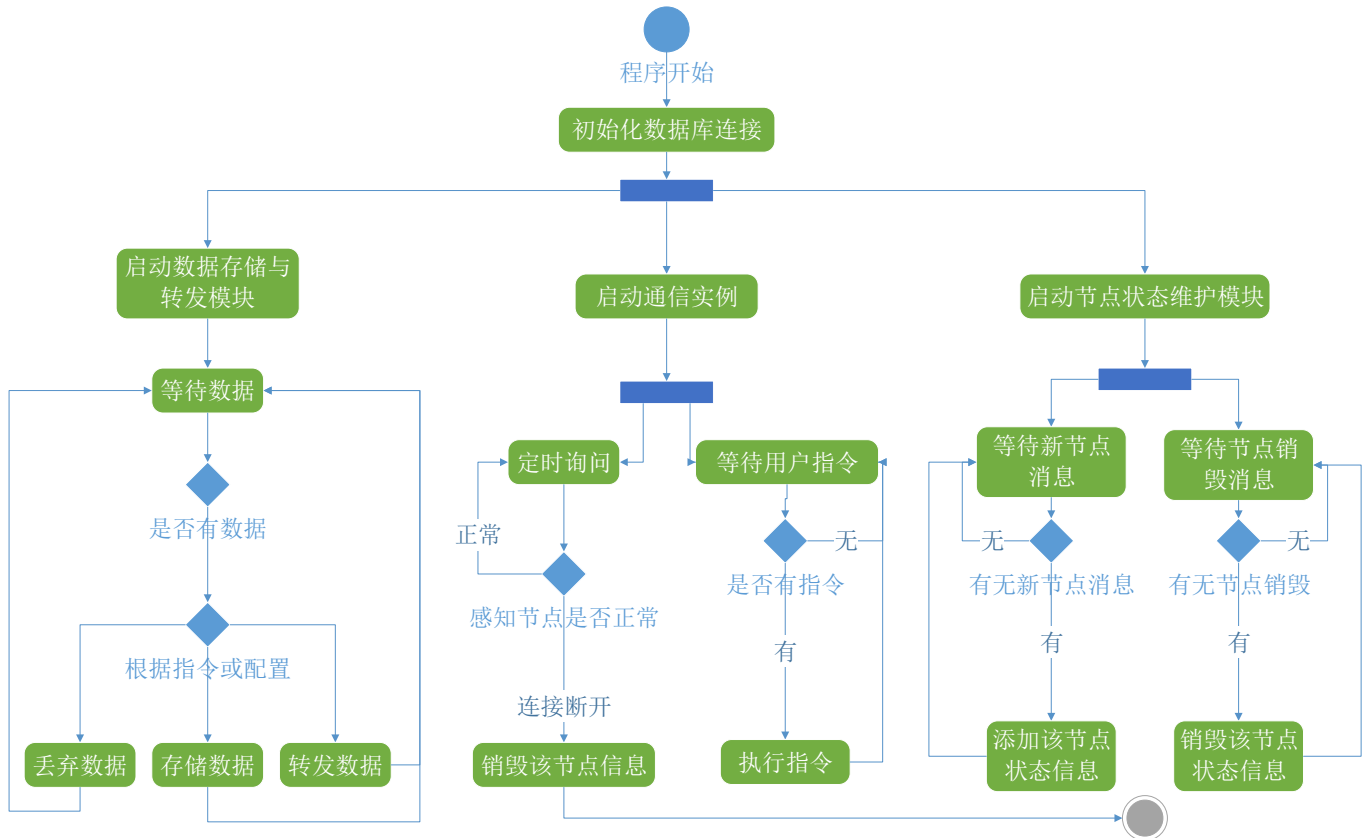 程序开始
初始化数据库连接
启动数据存储与
转发模块
启动通信实例
启动节点状态维护模块
等待数据
是否有数据
根据指令或配置
丢弃数据
存储数据
转发数据
定时询问
正常
感知节点是否正常
连接断开
销毁该节点信息
等待用户指令
无
是否有指令
有
执行指令
等待新节点
消息
无
有无新节点消息
有
添加该节点
状态信息
等待节点销
毁消息
无
有无节点销毁
有
销毁该节点
状态信息